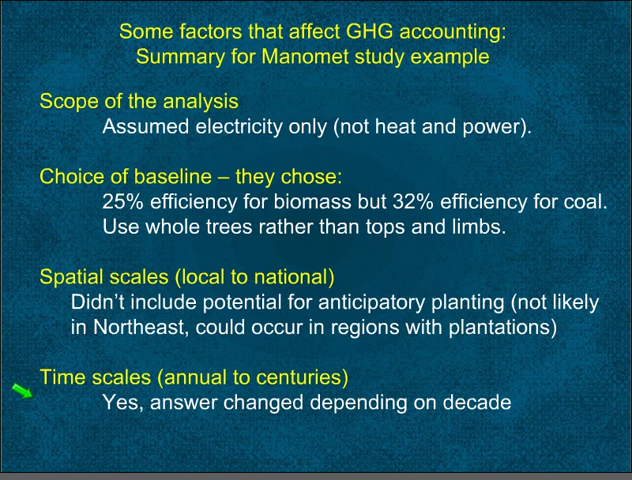 Some factors that affect GHG accounting:
Summary for Manomet study example
Scope of the analysis
Assumed electricity only (not heat and power).
Choice of baseline – they chose:
25% efficiency for biomass but 32% efficiency for coal.
Use whole trees rather than tops and limbs.
Spatial scales (local to national)
Didn't include potential for anticipatory planting (not likely
in Northeast, could occur in regions with plantations)
Time scales (annual to centuries)
Yes, answer changed depending on decade